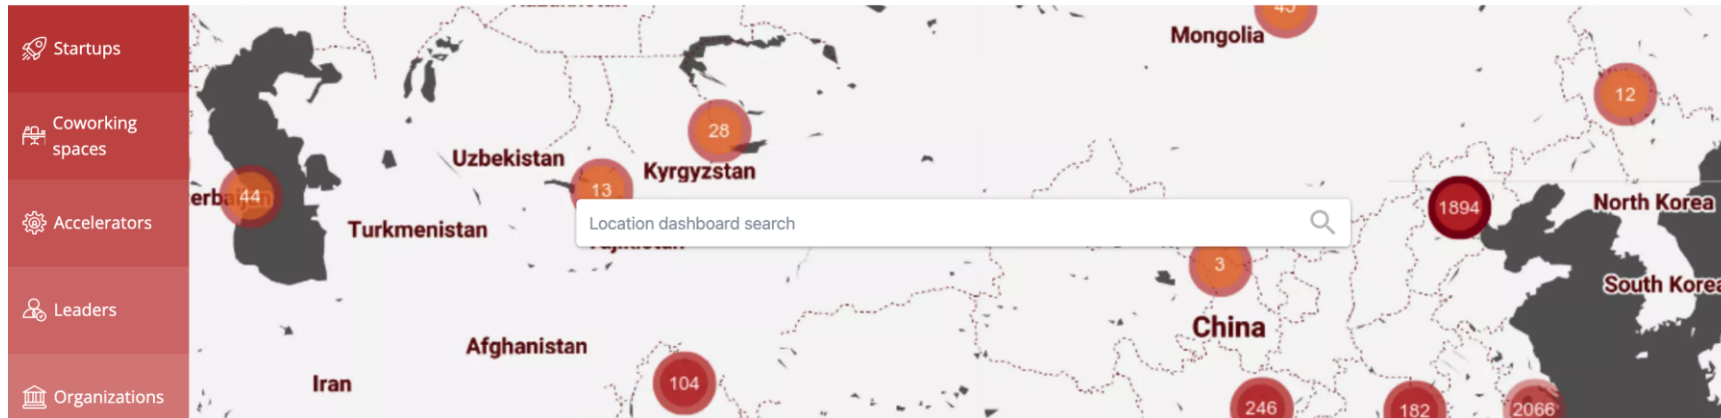 Startups
Coworking
spaces
Accelerators
Leaders
Organizations
45
Mongolia
12
28
Uzbekistan
Kyrgyzstan
13
44
1894
North Korea
Turkmenistan
Location dashboard search
3
South Korea
China
Afghanistan
Iran
104
246
182
2066